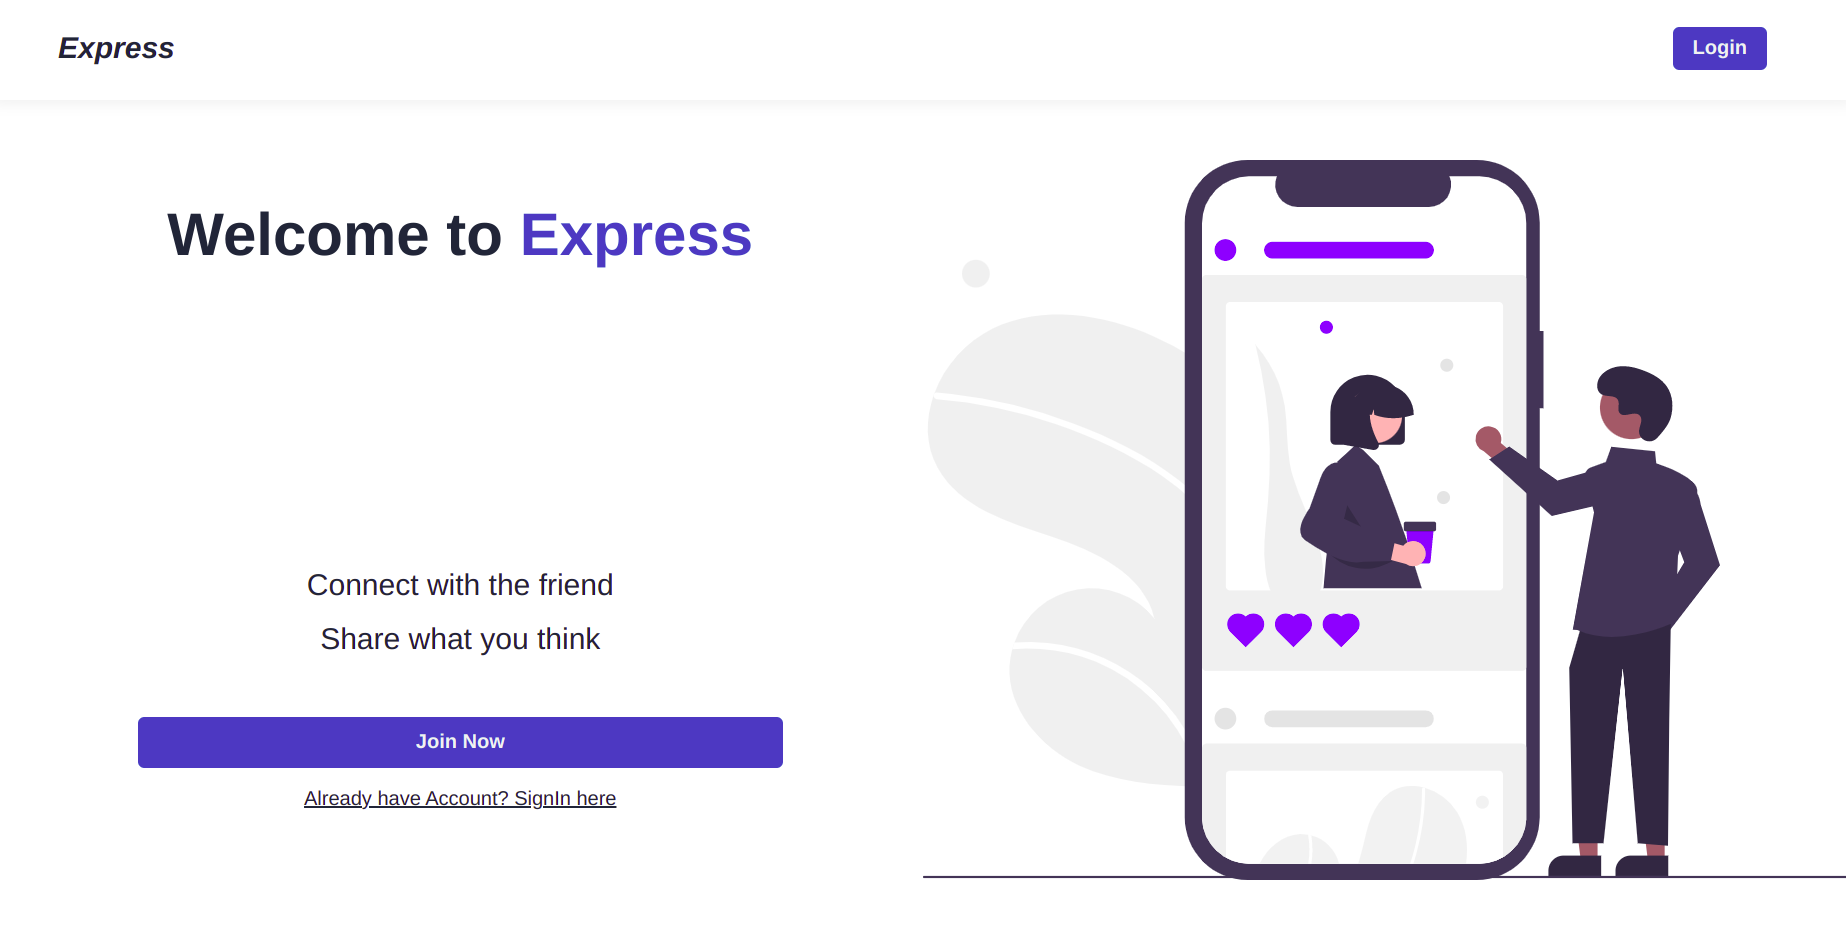 Express
Login
Welcome to Express
Connect with the friend
Share what you think
Join Now
Already have Account? SignIn here